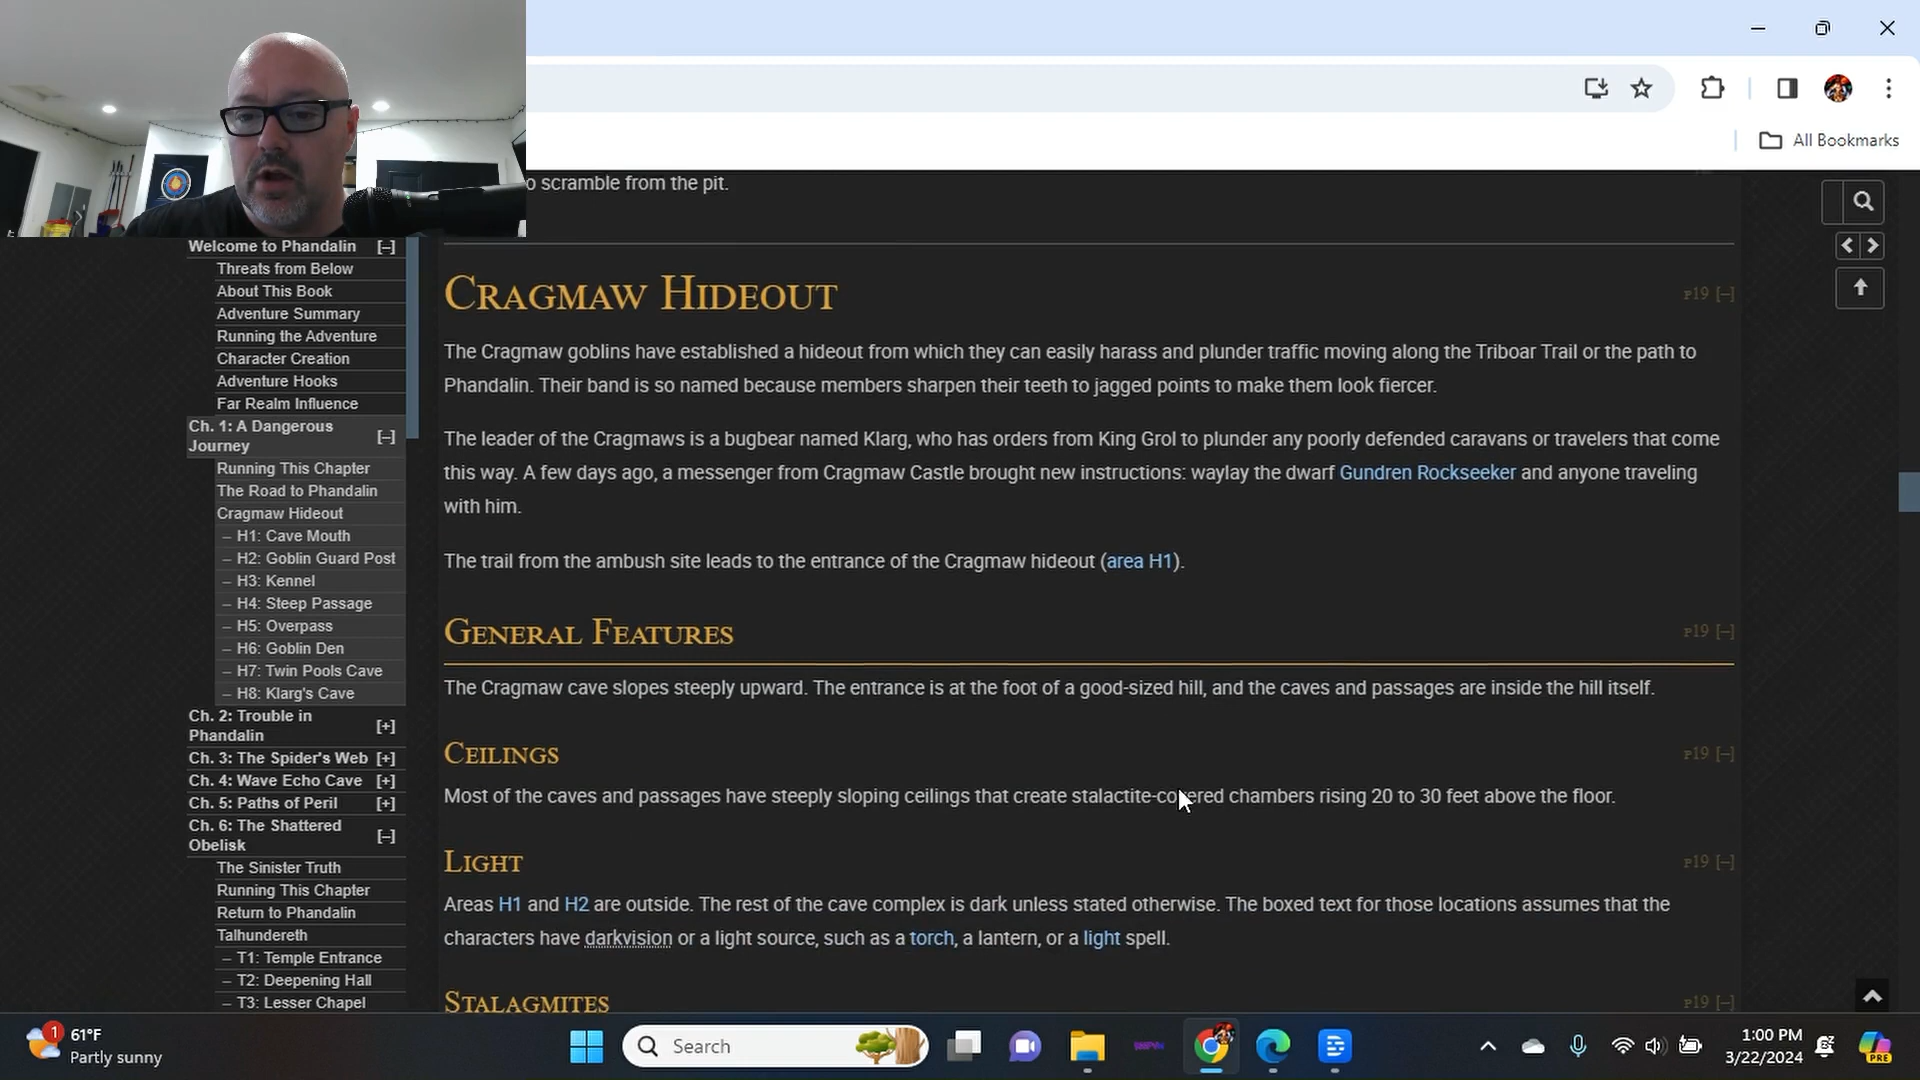 All Bookmarks
o scramble from the pit.
Welcome to Phandalin [–]
Threats from Below
About This Book
Adventure Summary
Running the Adventure
Character Creation
Adventure Hooks
Far Realm Influence
Ch. 1: A Dangerous
Journey [–]
Running This Chapter
The Road to Phandalin
Cragmaw Hideout
– H1: Cave Mouth
– H2: Goblin Guard Post
– H3: Kennel
– H4: Steep Passage
– H5: Overpass
– H6: Goblin Den
– H7: Twin Pools Cave
– H8: Klarg's Cave
Ch. 2: Trouble in
Phandalin [+]
Ch. 3: The Spider's Web [+]
Ch. 4: Wave Echo Cave [+]
Ch. 5: Paths of Peril [+]
Ch. 6: The Shattered
Obelisk [–]
The Sinister Truth
Running This Chapter
Return to Phandalin
Talhundereth
– T1: Temple Entrance
– T2: Deepening Hall
– T3: Lesser Chapel
Cragmaw Hideout p19 [–]
The Cragmaw goblins have established a hideout from which they can easily harass and plunder traffic moving along the Triboar Trail or the path to
Phandalin. Their band is so named because members sharpen their teeth to jagged points to make them look fiercer.
The leader of the Cragmaws is a bugbear named Klarg, who has orders from King Grol to plunder any poorly defended caravans or travelers that come
this way. A few days ago, a messenger from Cragmaw Castle brought new instructions: waylay the dwarf Gundren Rockseeker and anyone traveling
with him.
The trail from the ambush site leads to the entrance of the Cragmaw hideout (area H1).
General Features p19 [–]
The Cragmaw cave slopes steeply upward. The entrance is at the foot of a good-sized hill, and the caves and passages are inside the hill itself.
Ceilings p19 [–]
Most of the caves and passages have steeply sloping ceilings that create stalactite-covered chambers rising 20 to 30 feet above the floor.
Light p19 [–]
Areas H1 and H2 are outside. The rest of the cave complex is dark unless stated otherwise. The boxed text for those locations assumes that the
characters have darkvision or a light source, such as a torch, a lantern, or a light spell.
Stalagmites p19 [–]
1
61°F
Partly sunny
Search
1:00 PM
3/22/2024
PRE